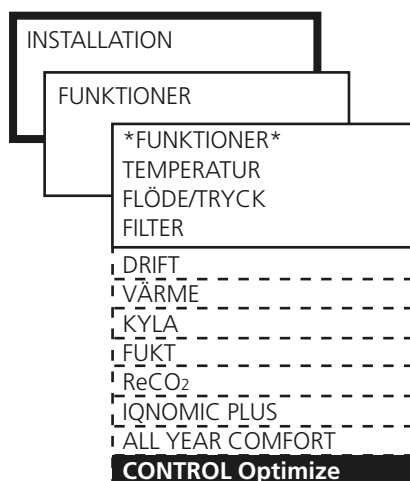 INSTALLATION
FUNKTIONER
*FUNKTIONER*
TEMPERATUR
FLÖDE/TRYCK
FILTER
DRIFT
VÄRME
KYLA
FUKT
ReCO2
IQNOMIC PLUS
ALL YEAR COMFORT
CONTROL Optimize